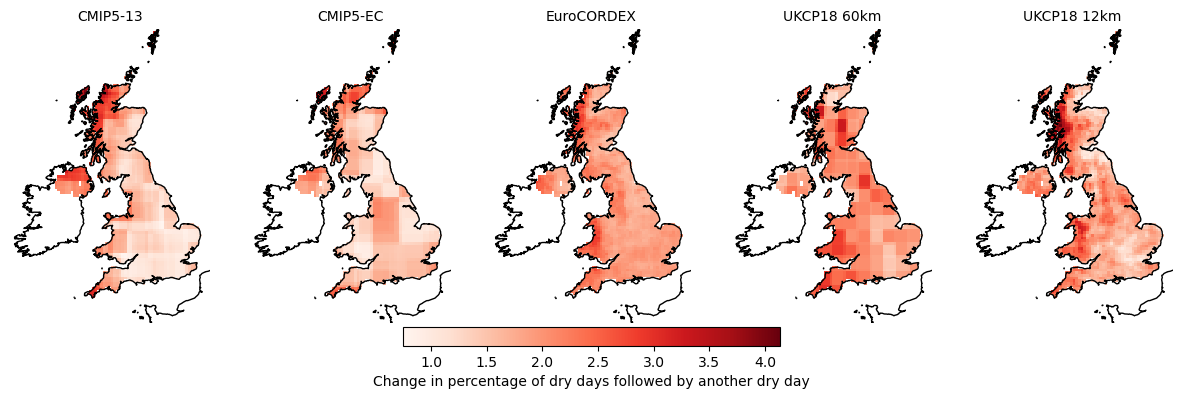 CMIP5-13
CMIP5-EC
EuroCORDEX
UKCP18 60km
UKCP18 12km
1.0 1.5 2.0 2.5 3.0 3.5 4.0
Change in percentage of dry days followed by another dry day